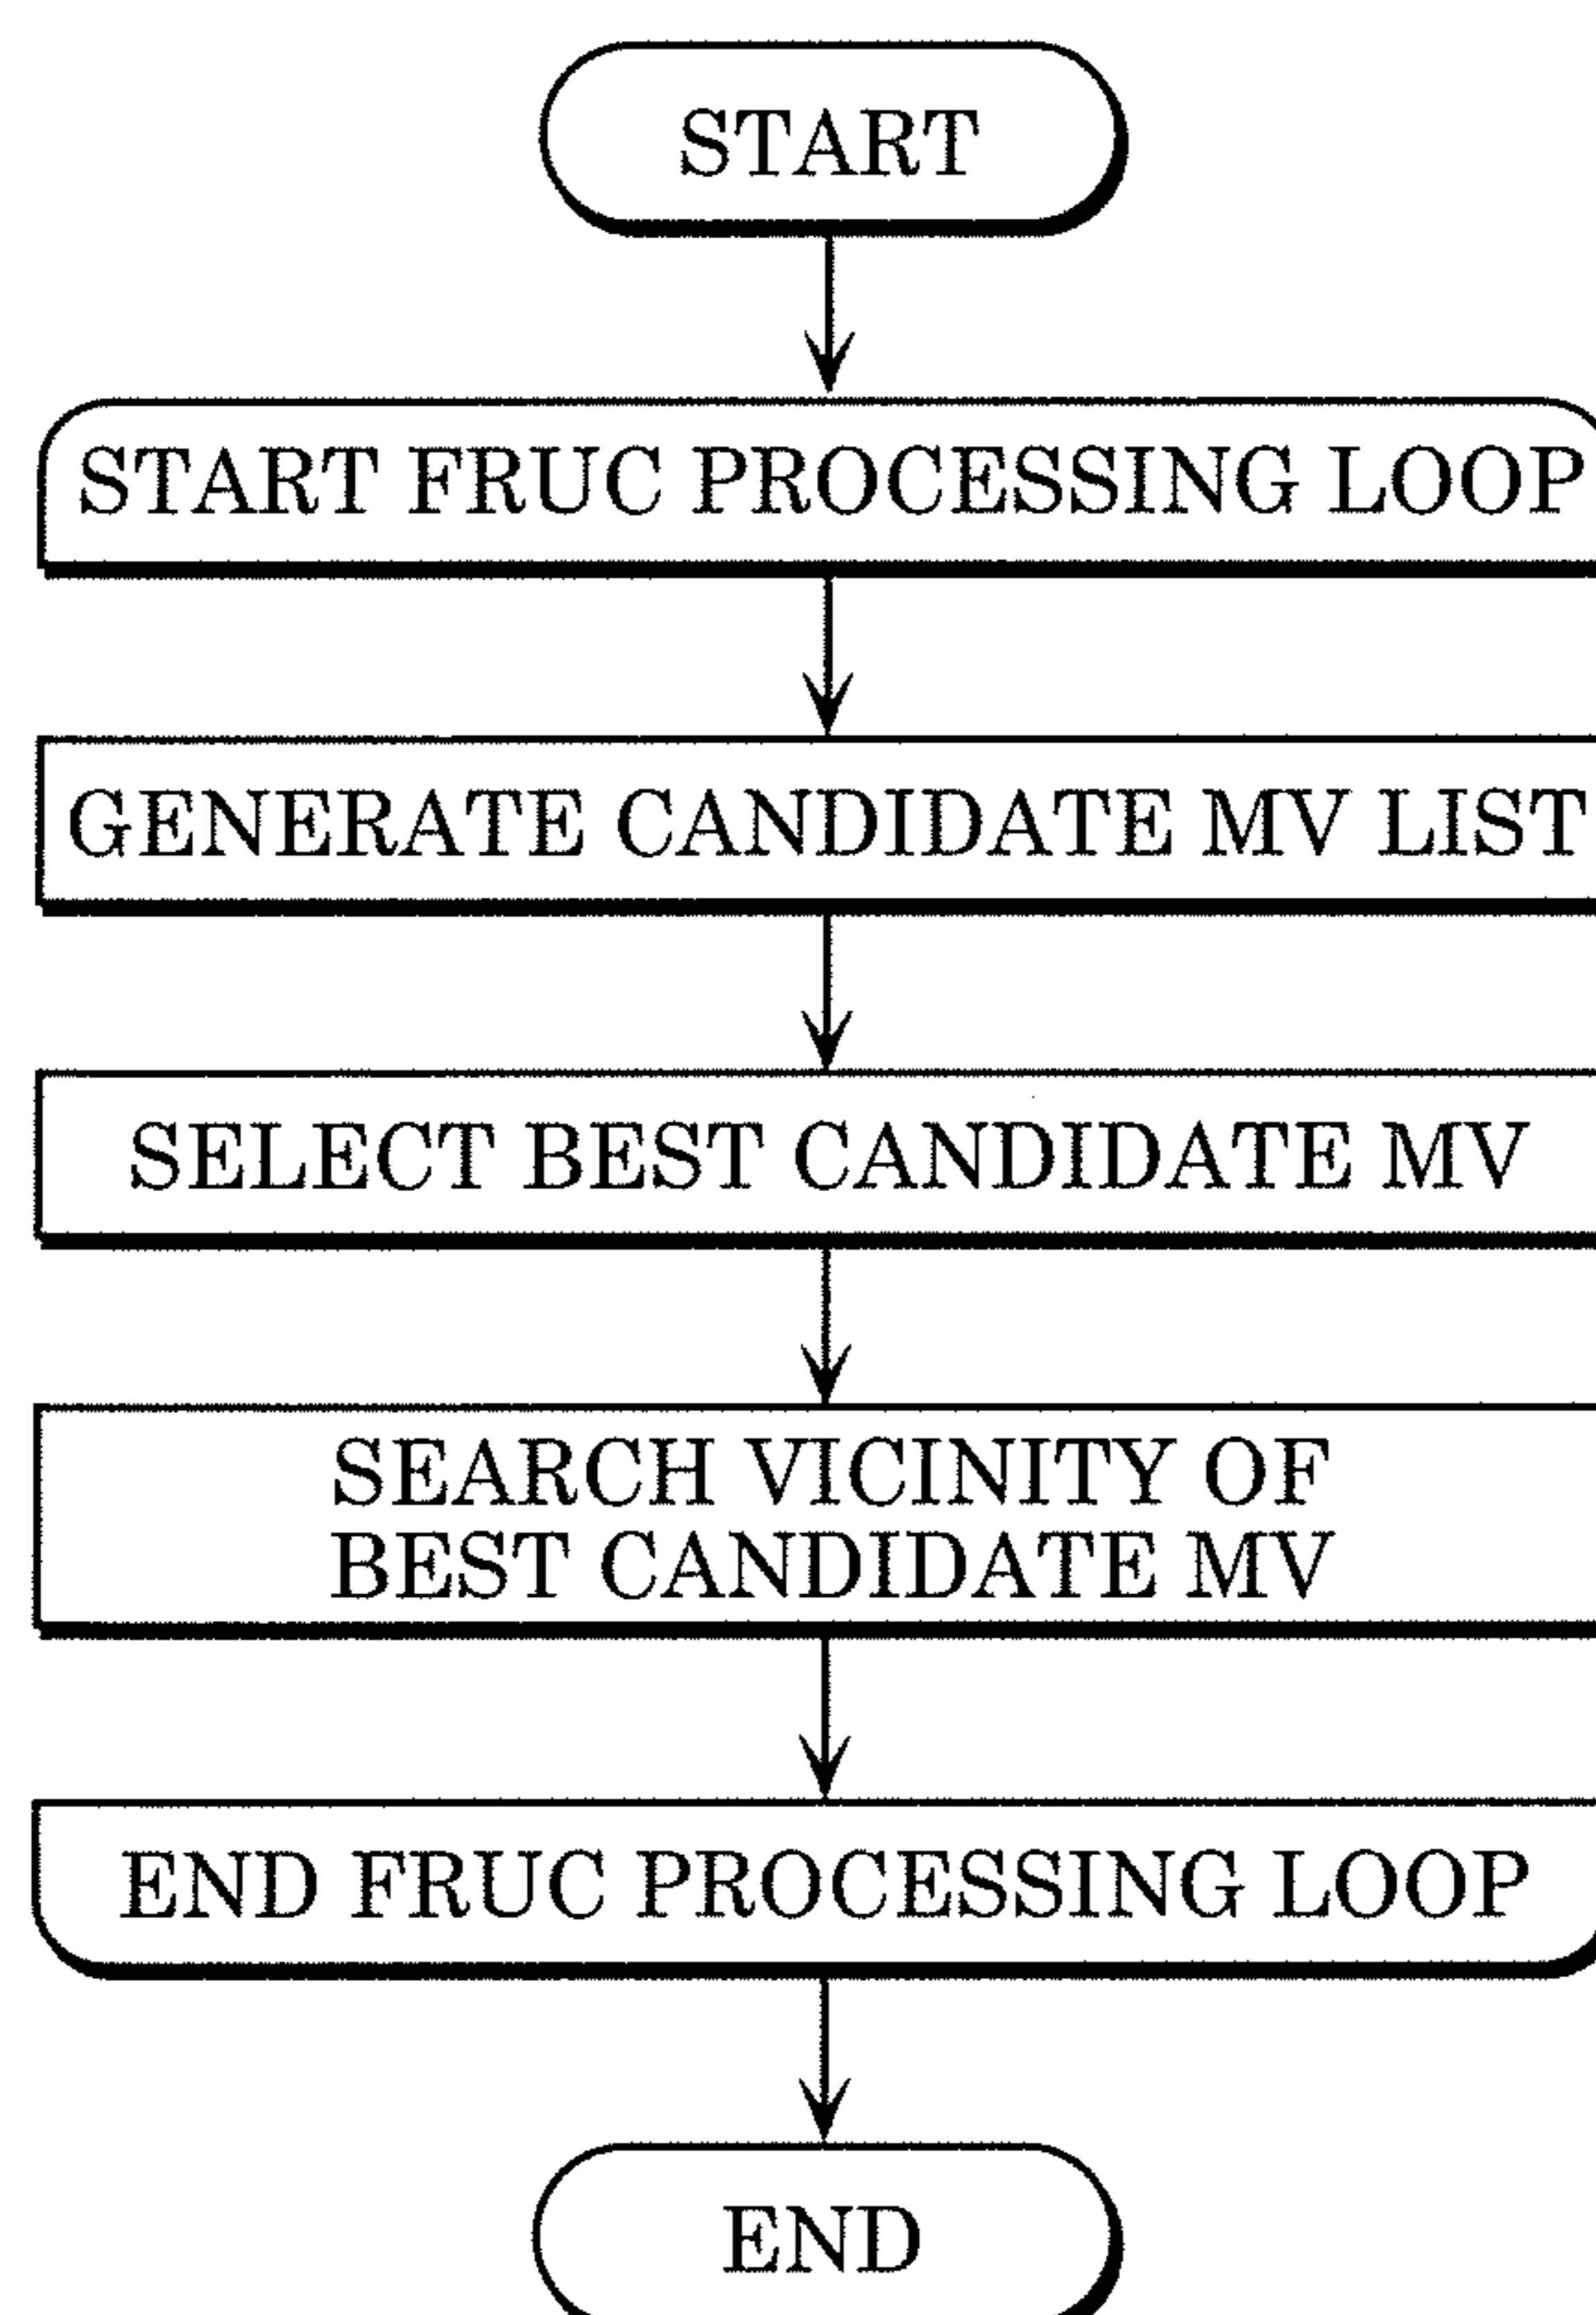 START
START FRUC PROCESSING LOOP
GENERATE CANDIDATE MV LIST
SELECT BEST CANDIDATE MV
SEARCH VICINITY OF
BEST CANDIDATE MV
END FRUC PROCESSING LOOP
END